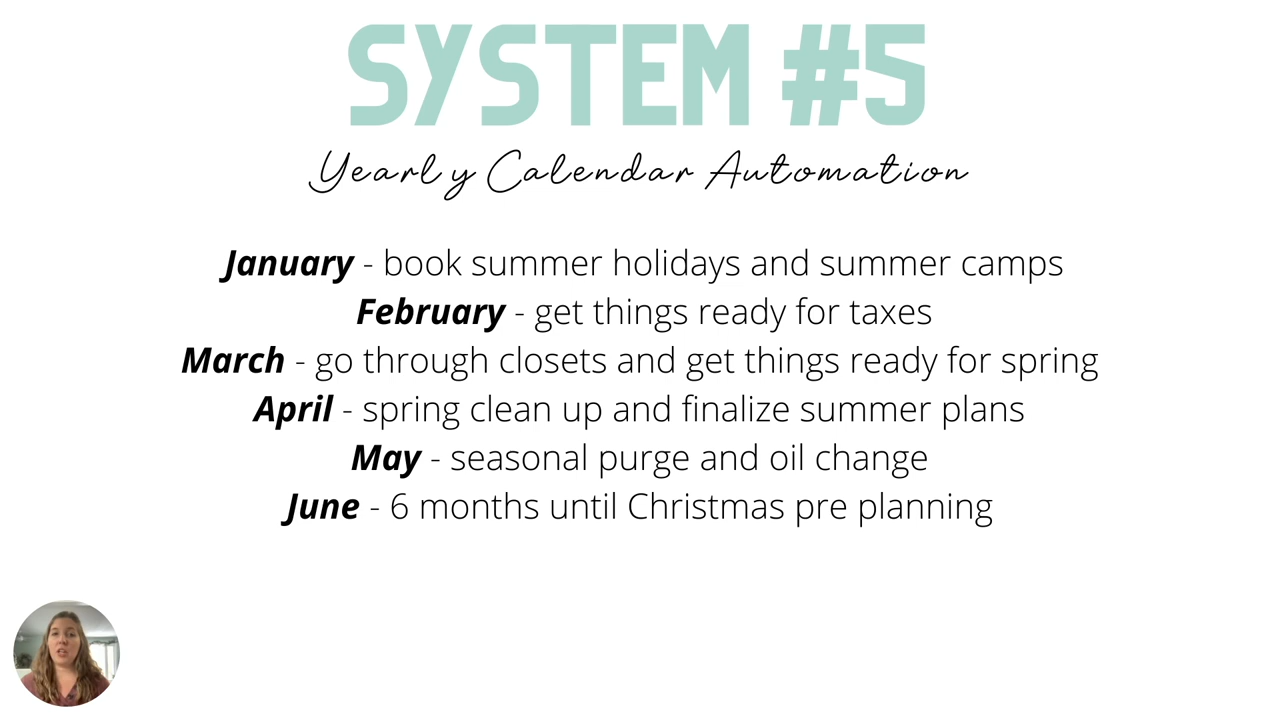 SYSTEM #5
Yearly Calendar Automation
January - book summer holidays and summer camps
February - get things ready for taxes
March - go through closets and get things ready for spring
April - spring clean up and finalize summer plans
May - seasonal purge and oil change
June - 6 months until Christmas pre planning